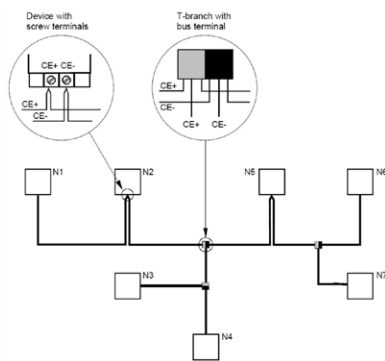 Device with
screw terminals
CE+ CE-
CE+
CE-
T-branch with
bus terminal
CE+
CE-
CE+ CE-
N1
N2
N5
N6
N3
N7
N4